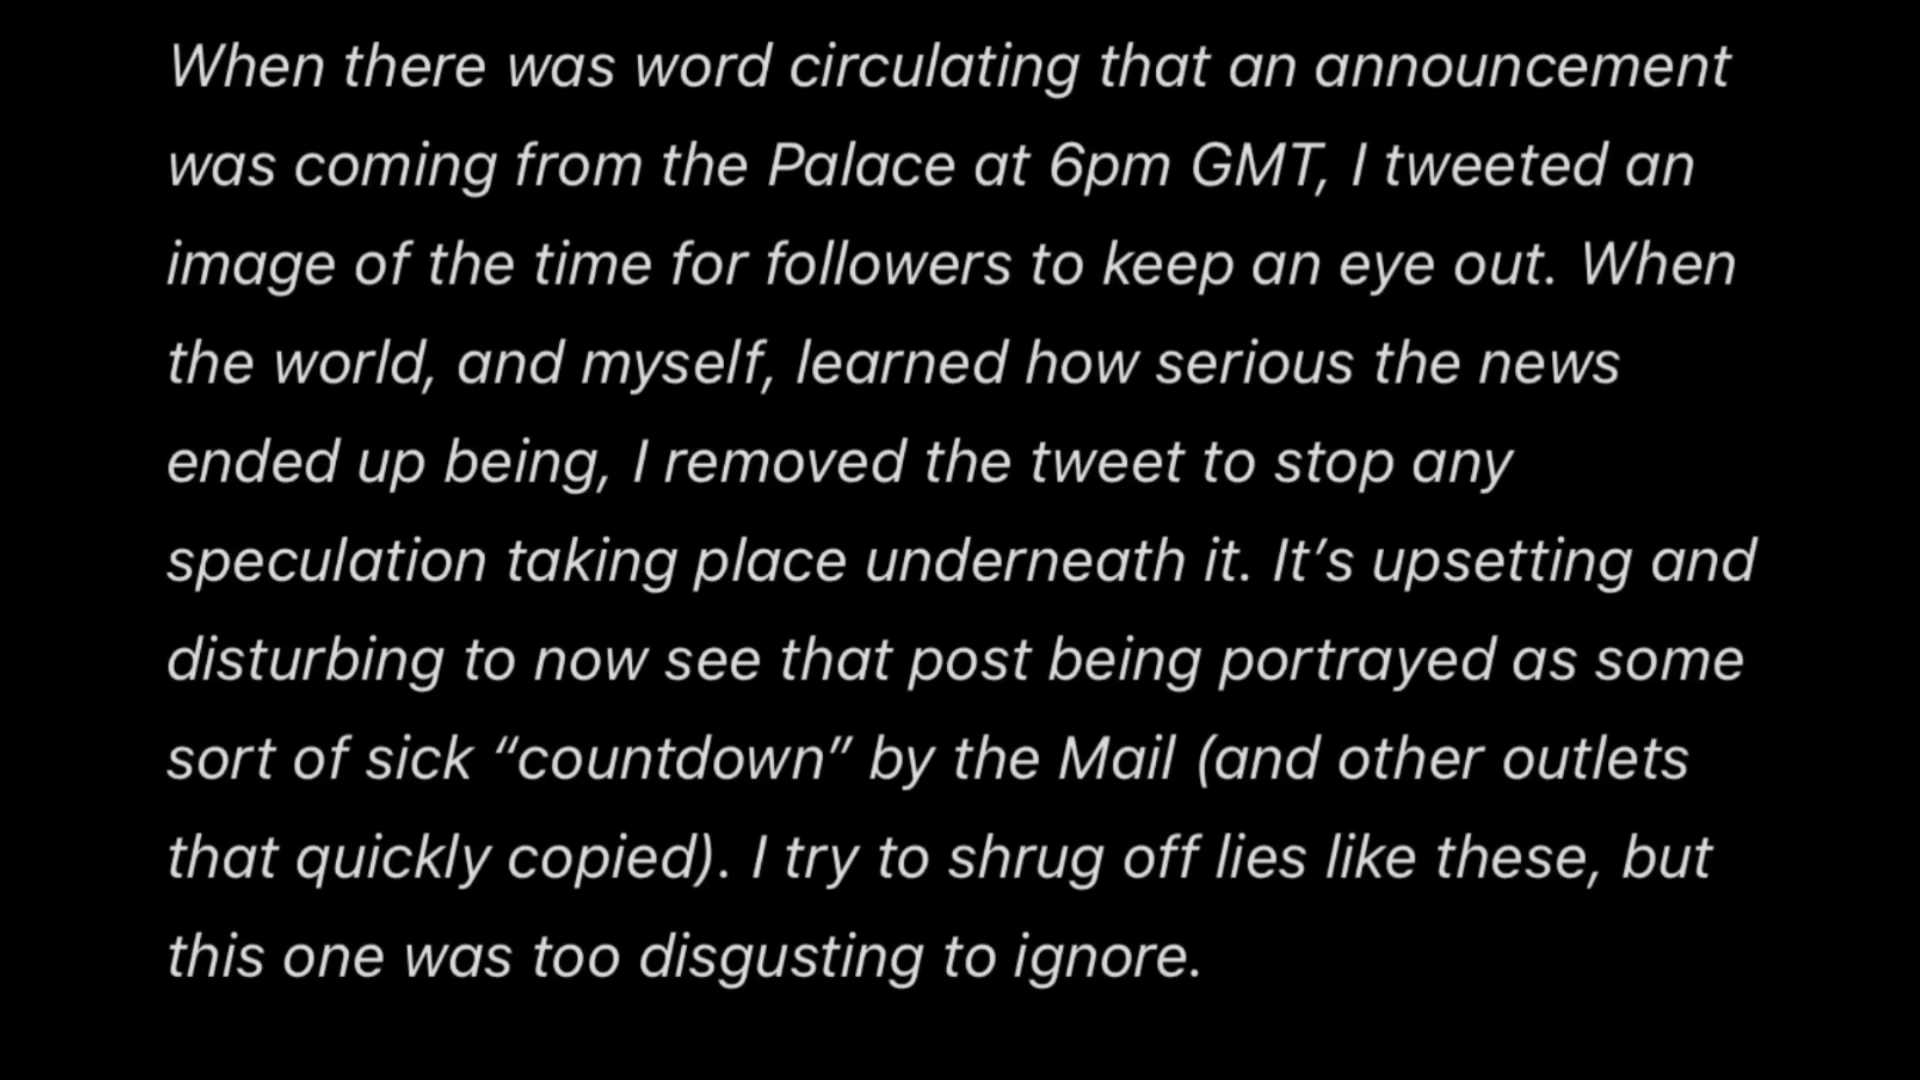 When there was word circulating that an announcement
was coming from the Palace at 6pm GMT, I tweeted an
image of the time for followers to keep an eye out. When
the world, and myself, learned how serious the news
ended up being, I removed the tweet to stop any
speculation taking place underneath it. It’s upsetting and
disturbing to now see that post being portrayed as some
sort of sick “countdown” by the Mail (and other outlets
that quickly copied). I try to shrug off lies like these, but
this one was too disgusting to ignore.